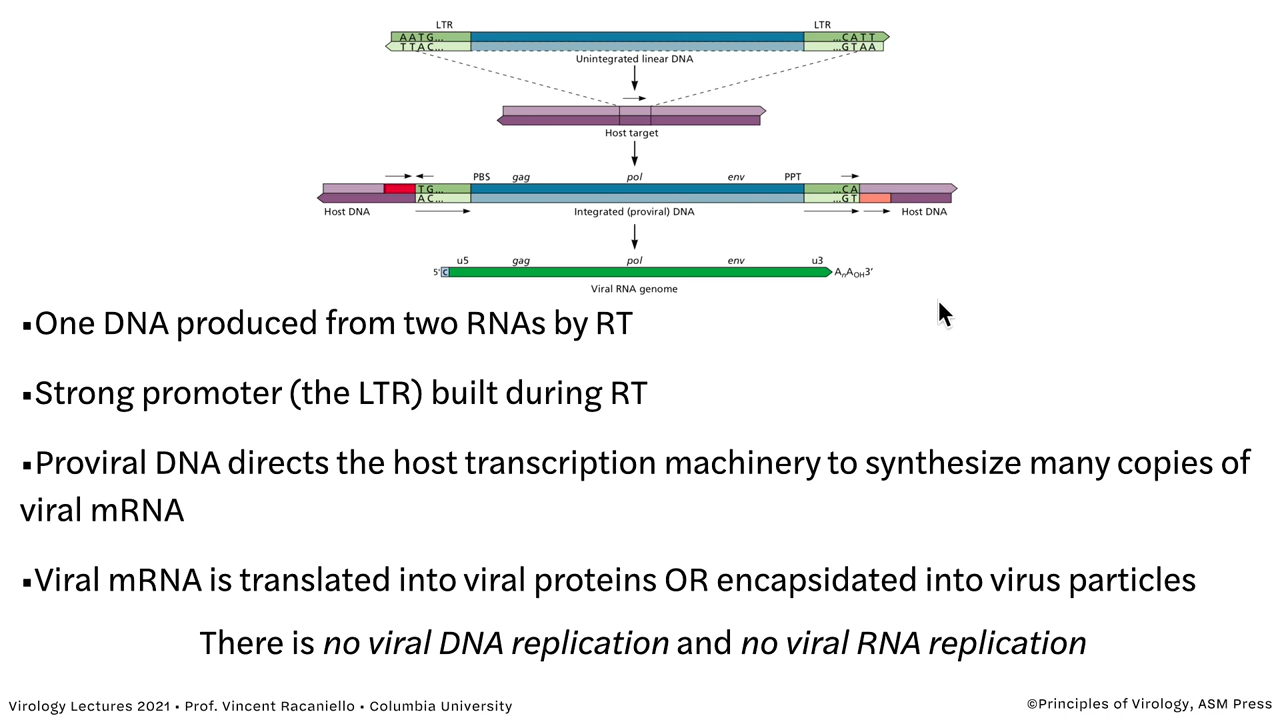 LTR LTR
AATG... ...CATT
TTAC... ...GTAA
Unintegrated linear DNA
Host target
PBS gag pol env PPT
TG... ...CA
AC... ...GT
Host DNA Integrated (proviral) DNA Host DNA
u5 gag pol env u3
5' C AnAOH3'
Viral RNA genome
▪One DNA produced from two RNAs by RT
▪Strong promoter (the LTR) built during RT
▪Proviral DNA directs the host transcription machinery to synthesize many copies of
viral mRNA
▪Viral mRNA is translated into viral proteins OR encapsidated into virus particles
There is no viral DNA replication and no viral RNA replication
Virology Lectures 2021 • Prof. Vincent Racaniello • Columbia University
©Principles of Virology, ASM Press